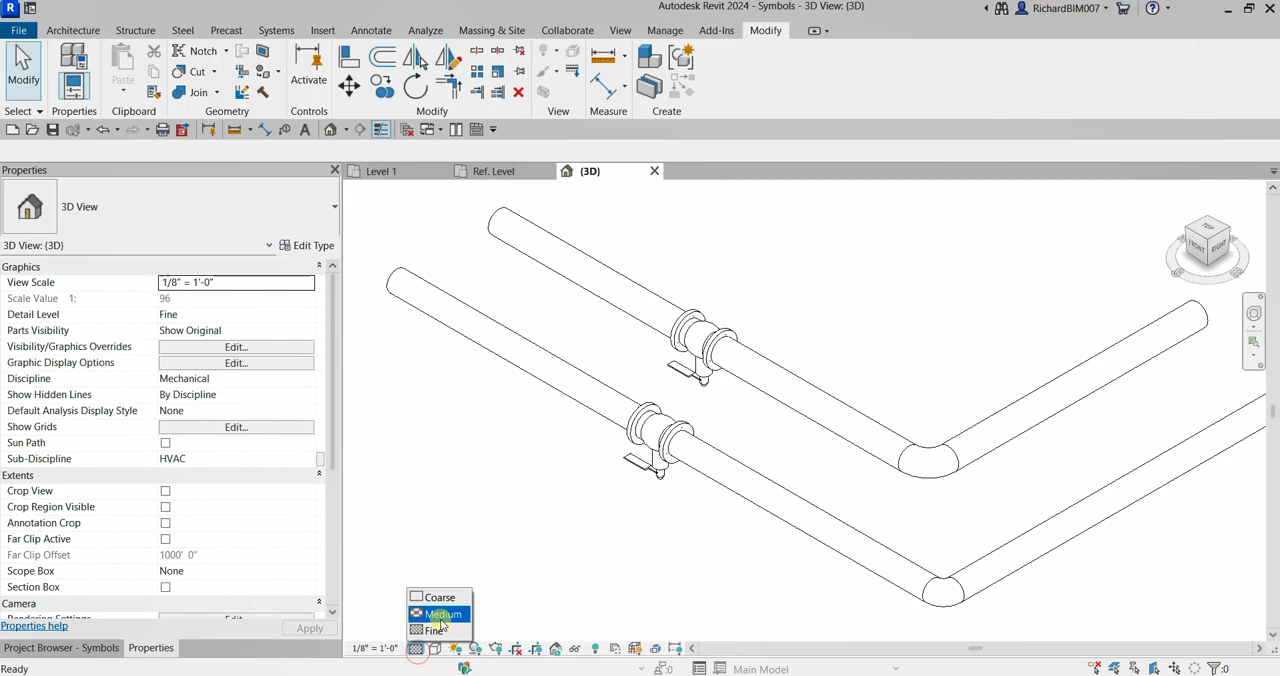 R
Autodesk Revit 2024 - Symbols - 3D View: {3D}
RichardBIM007
File Architecture Structure Steel Precast Systems Insert Annotate Analyze Massing & Site Collaborate View Manage Add-Ins Modify
Modify Paste Notch Cut Join Activate
Select Properties Clipboard Geometry Controls Modify View Measure Create
Properties
Level 1 Ref. Level {3D}
3D View
3D View: {3D} Edit Type
Graphics
View Scale 1/8" = 1'-0"
Scale Value 1: 96
Detail Level Fine
Parts Visibility Show Original
Visibility/Graphics Overrides Edit...
Graphic Display Options Edit...
Discipline Mechanical
Show Hidden Lines By Discipline
Default Analysis Display Style None
Show Grids Edit...
Sun Path
Sub-Discipline HVAC
Extents
Crop View
Crop Region Visible
Annotation Crop
Far Clip Active
Far Clip Offset 1000' 0"
Scope Box None
Section Box
Camera
Properties help Apply
TOP
FRONT RIGHT
Coarse
Medium
Fine
Project Browser - Symbols Properties
1/8" = 1'-0"
Ready
:0 Main Model :0